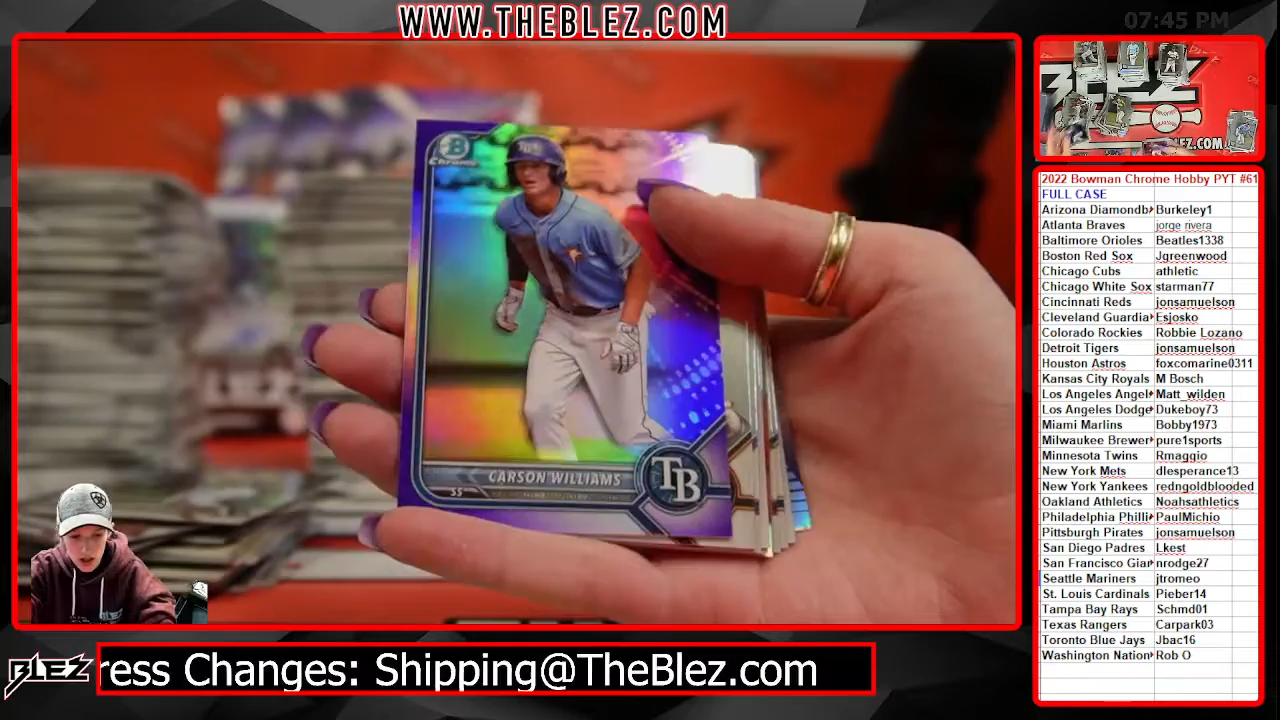 WWW.THEBLEZ.COM
07:45 PM
BLEZ
EZ.COM
2022 Bowman Chrome Hobby PYT #61
FULL CASE
Arizona Diamondb Burkeley1
Atlanta Braves jorge rivera
Baltimore Orioles Beatles1338
Boston Red Sox Jgreenwood
Chicago Cubs athletic
Chicago White Sox starman77
Cincinnati Reds jonsamuelson
Cleveland Guardia Esjosko
Colorado Rockies Robbie Lozano
Detroit Tigers jonsamuelson
Houston Astros foxcomarine0311
Kansas City Royals M Bosch
Los Angeles Angel Matt_wilden
Los Angeles Dodge Dukeboy73
Miami Marlins Bobby1973
Milwaukee Brewer pure1sports
Minnesota Twins Rmaggio
New York Mets dlesperance13
New York Yankees redngoldblooded
Oakland Athletics Noahsathletics
Philadelphia Philli PaulMichio
Pittsburgh Pirates jonsamuelson
San Diego Padres Lkest
San Francisco Gian nrodge27
Seattle Mariners jtromeo
St. Louis Cardinals Pieber14
Tampa Bay Rays Schmd01
Texas Rangers Carpark03
Toronto Blue Jays Jbac16
Washington Nation Rob O
B
Chrome
CARSON WILLIAMS
SS
TB
BLEZ
ress Changes: Shipping@TheBlez.com